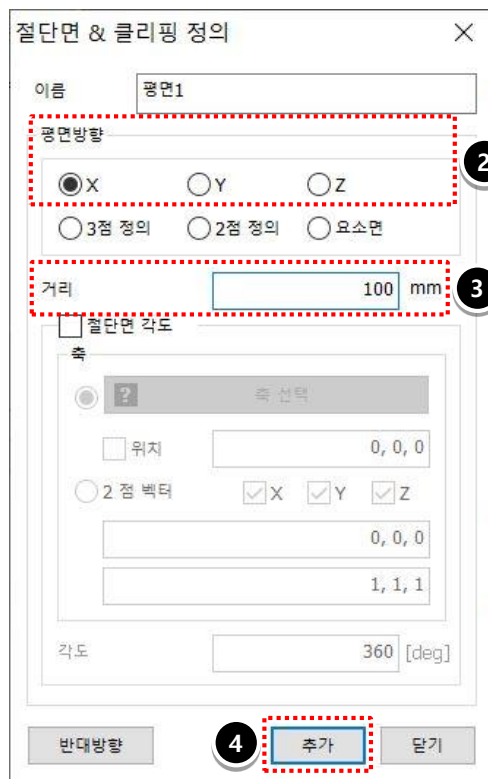 절단면 & 클리핑 정의
이름 평면1
평면방향
X Y Z 2
3점 정의 2점 정의 요소면
거리 100 mm 3
절단면 각도
축
? 축 선택
위치 0, 0, 0
2 점 벡터 X Y Z
0, 0, 0
1, 1, 1
각도 360 [deg]
반대방향 4 추가 닫기